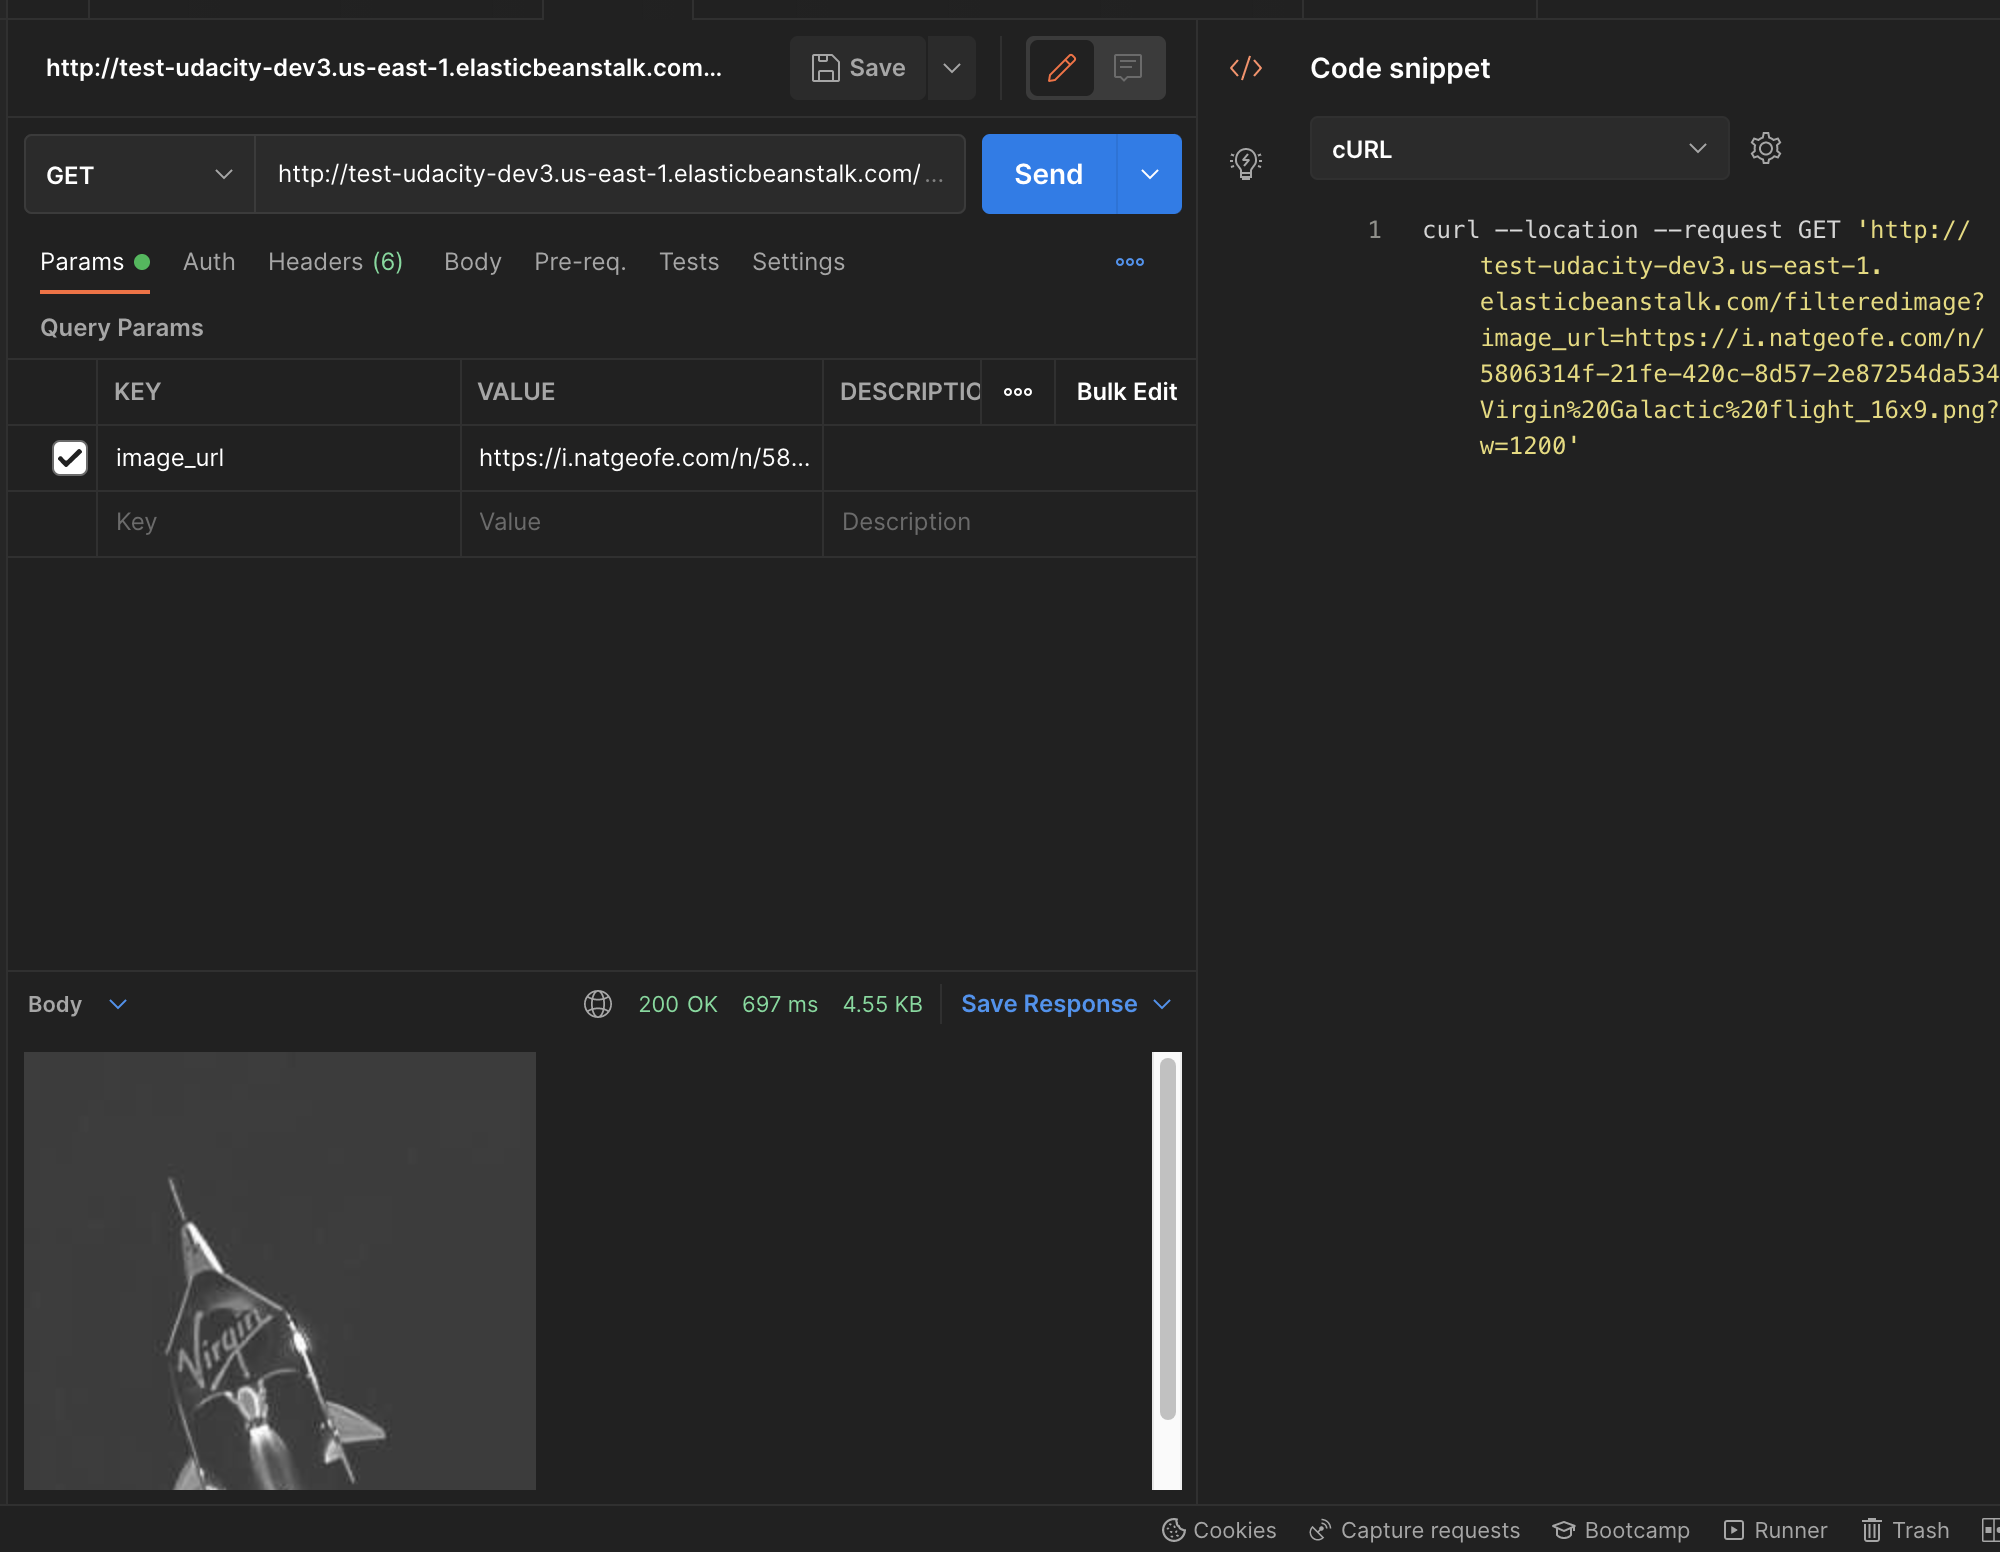 http://test-udacity-dev3.us-east-1.elasticbeanstalk.com...
Save
GET
http://test-udacity-dev3.us-east-1.elasticbeanstalk.com/ ...
Send
Params
Auth
Headers (6)
Body
Pre-req.
Tests
Settings
Query Params
KEY
VALUE
DESCRIPTIO
Bulk Edit
image_url
https://i.natgeofe.com/n/58...
Key
Value
Description
Body
200 OK
697 ms
4.55 KB
Save Response
Virgin
</> Code snippet
cURL
1 curl --location --request GET 'http://
test-udacity-dev3.us-east-1.
elasticbeanstalk.com/filteredimage?
image_url=https://i.natgeofe.com/n/
5806314f-21fe-420c-8d57-2e87254da534
Virgin%20Galactic%20flight_16x9.png?
w=1200'
Cookies
Capture requests
Bootcamp
Runner
Trash